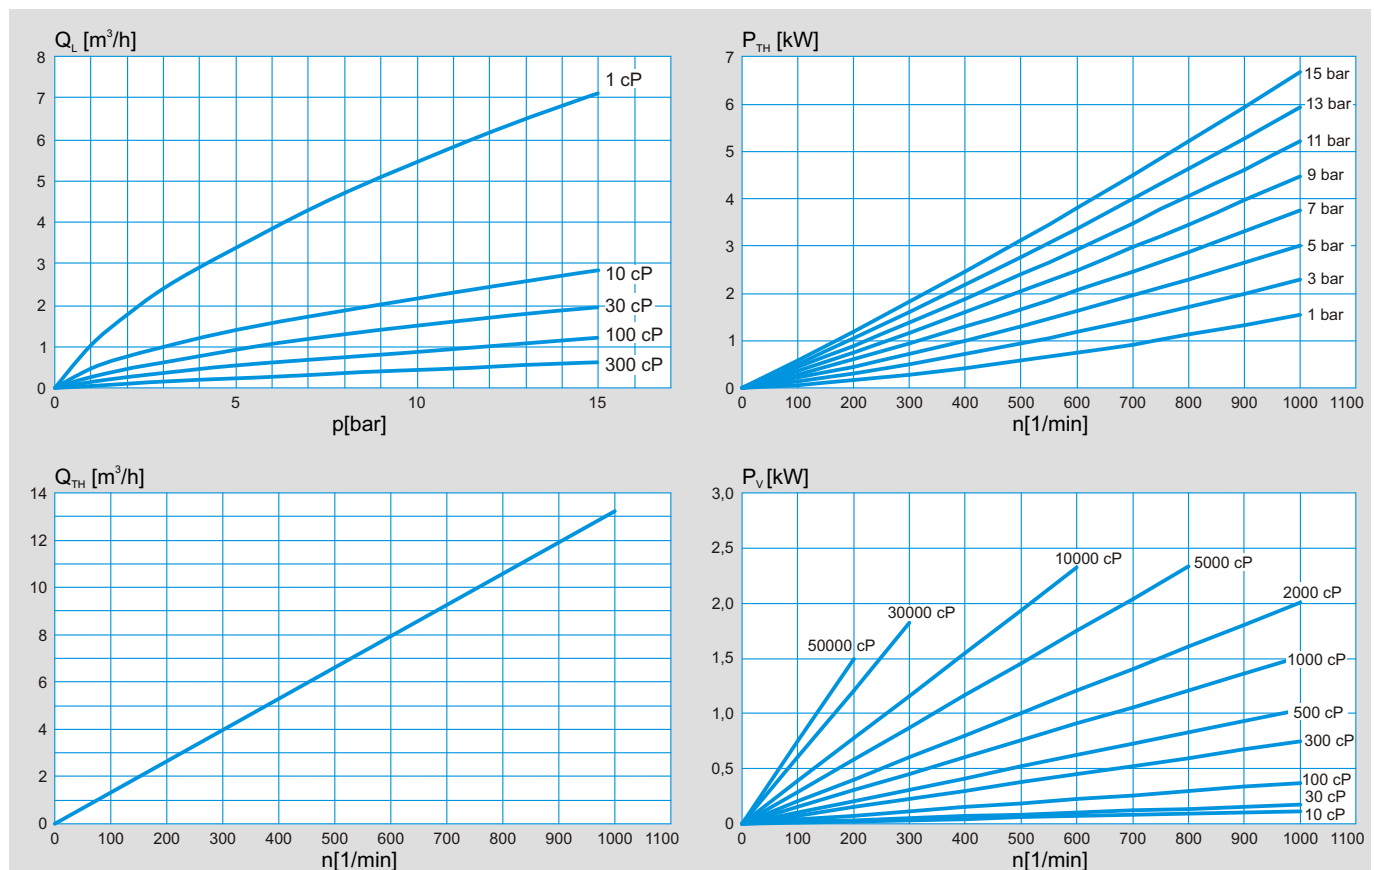 Q_L [m³/h]
8
7
6
5
4
3
2
1
0
1 cP
10 cP
30 cP
100 cP
300 cP
0 5 10 15
p[bar]
P_TH [kW]
7
6
5
4
3
2
1
0
15 bar
13 bar
11 bar
9 bar
7 bar
5 bar
3 bar
1 bar
0 100 200 300 400 500 600 700 800 900 1000 1100
n[1/min]
Q_TH [m³/h]
14
12
10
8
6
4
2
0
0 100 200 300 400 500 600 700 800 900 1000 1100
n[1/min]
P_V [kW]
3,0
2,5
2,0
1,5
1,0
0,5
0
50000 cP
30000 cP
10000 cP
5000 cP
2000 cP
1000 cP
500 cP
300 cP
100 cP
30 cP
10 cP
0 100 200 300 400 500 600 700 800 900 1000 1100
n[1/min]